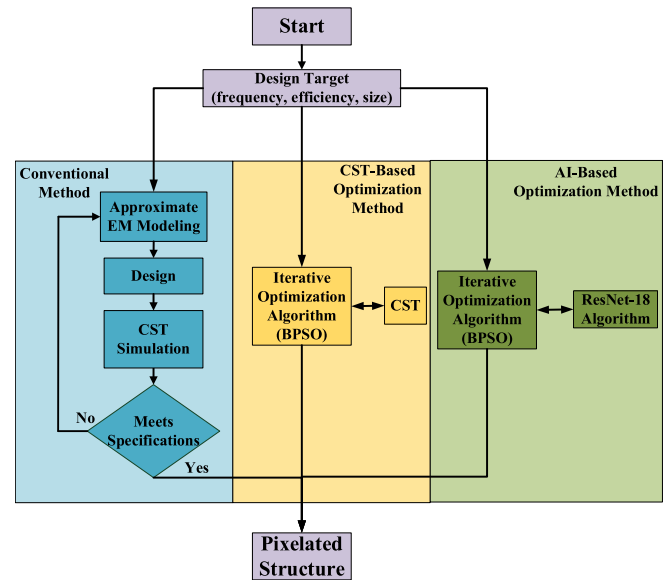 Start
Design Target
(frequency, efficiency, size)
Conventional
Method
Approximate
EM Modeling
Design
CST
Simulation
No
Meets
Specifications
Yes
CST-Based
Optimization
Method
Iterative
Optimization
Algorithm
(BPSO)
CST
AI-Based
Optimization Method
Iterative
Optimization
Algorithm
(BPSO)
ResNet-18
Algorithm
Pixelated
Structure